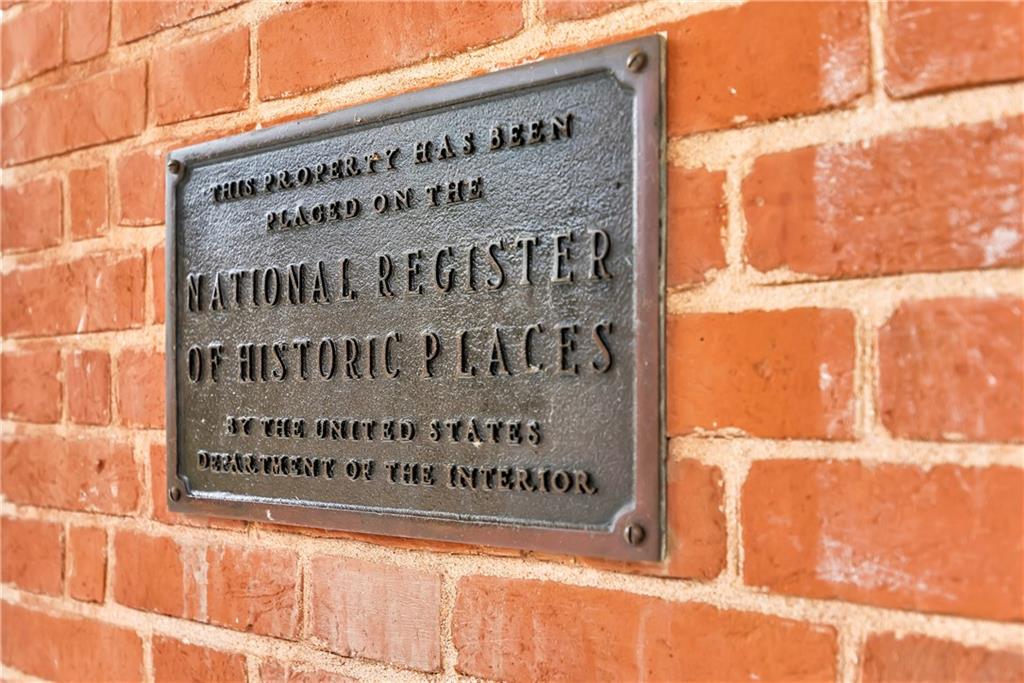 THIS PROPERTY HAS BEEN
PLACED ON THE
NATIONAL REGISTER
OF HISTORIC PLACES
BY THE UNITED STATES
DEPARTMENT OF THE INTERIOR